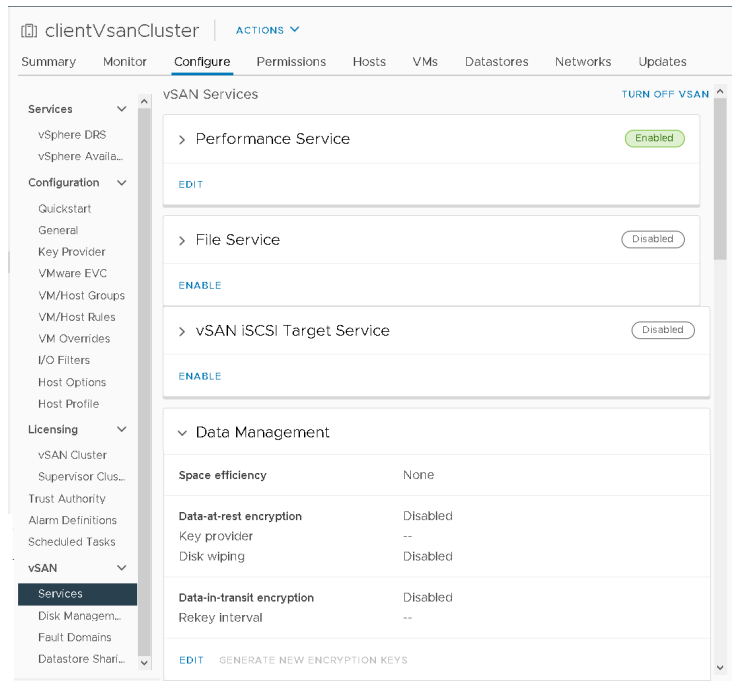 clientVsanCluster ACTIONS
Summary Monitor Configure Permissions Hosts VMs Datastores Networks Updates
Services
vSphere DRS
vSphere Availa...
Configuration
Quickstart
General
Key Provider
VMware EVC
VM/Host Groups
VM/Host Rules
VM Overrides
I/O Filters
Host Options
Host Profile
Licensing
vSAN Cluster
Supervisor Clus...
Trust Authority
Alarm Definitions
Scheduled Tasks
vSAN
Services
Disk Managem...
Fault Domains
Datastore Shari...
vSAN Services TURN OFF VSAN
Performance Service Enabled
EDIT
File Service Disabled
ENABLE
vSAN iSCSI Target Service Disabled
ENABLE
Data Management
Space efficiency None
Data-at-rest encryption Disabled
Key provider --
Disk wiping Disabled
Data-in-transit encryption Disabled
Rekey interval --
EDIT GENERATE NEW ENCRYPTION KEYS